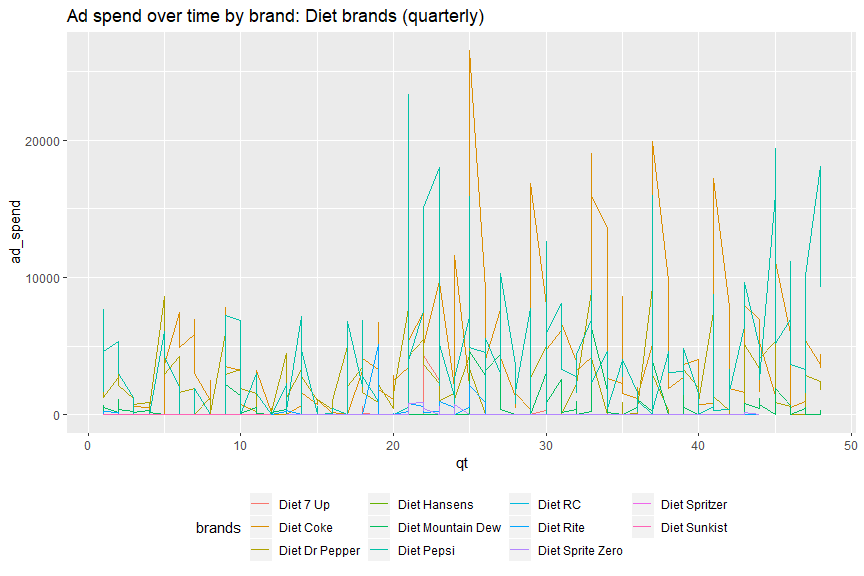 Ad spend over time by brand: Diet brands (quarterly)
20000
10000
0
ad_spend
0 10 20 30 40 50
qt
brands
Diet 7 Up Diet Hansens Diet RC Diet Spritzer
Diet Coke Diet Mountain Dew Diet Rite Diet Sunkist
Diet Dr Pepper Diet Pepsi Diet Sprite Zero